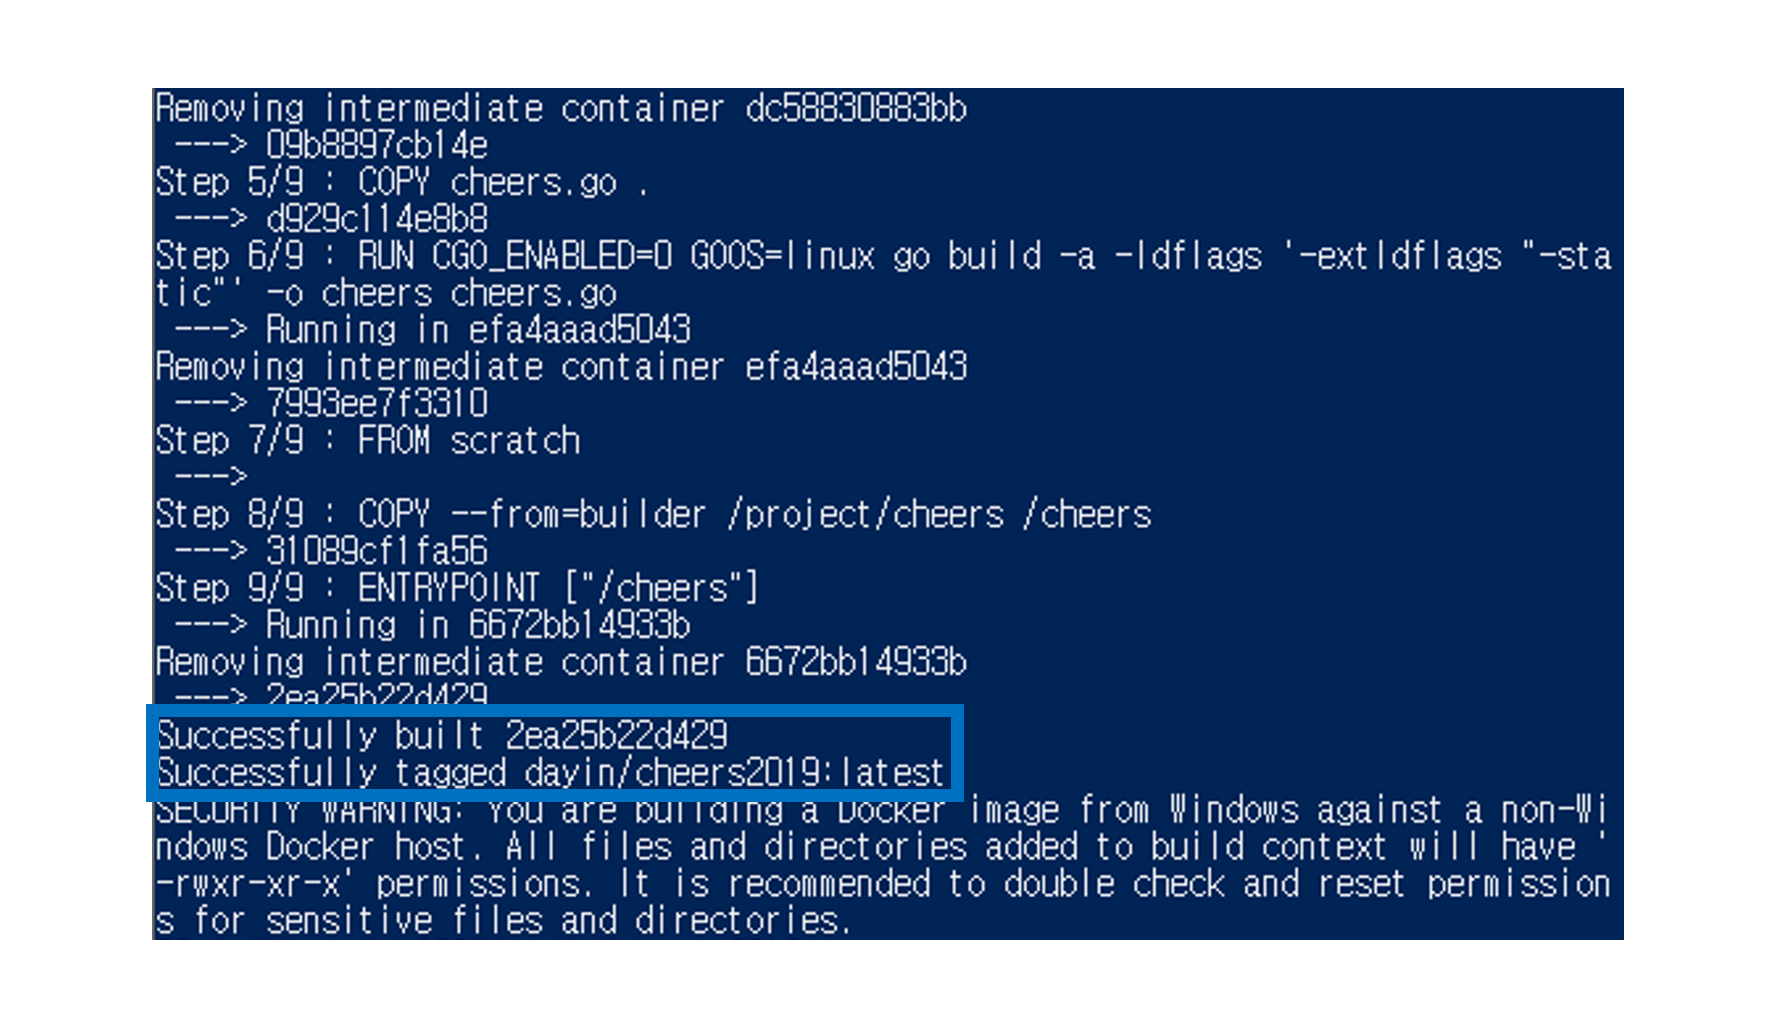 Removing intermediate container dc58830883bb
 ---> 09b8897cb14e
Step 5/9 : COPY cheers.go .
 ---> d929c114e8b8
Step 6/9 : RUN CGO_ENABLED=0 GOOS=linux go build -a -ldflags '-extldflags "-sta
tic"' -o cheers cheers.go
 ---> Running in efa4aaad5043
Removing intermediate container efa4aaad5043
 ---> 7993ee7f3310
Step 7/9 : FROM scratch
 --->
Step 8/9 : COPY --from=builder /project/cheers /cheers
 ---> 31089cf1fa56
Step 9/9 : ENTRYPOINT ["/cheers"]
 ---> Running in 6672bb14933b
Removing intermediate container 6672bb14933b
 ---> 2ea25b22d429
Successfully built 2ea25b22d429
Successfully tagged dayin/cheers2019:latest
SECURITY WARNING: You are building a Docker image from Windows against a non-Wi
ndows Docker host. All files and directories added to build context will have '
-rwxr-xr-x' permissions. It is recommended to double check and reset permission
s for sensitive files and directories.